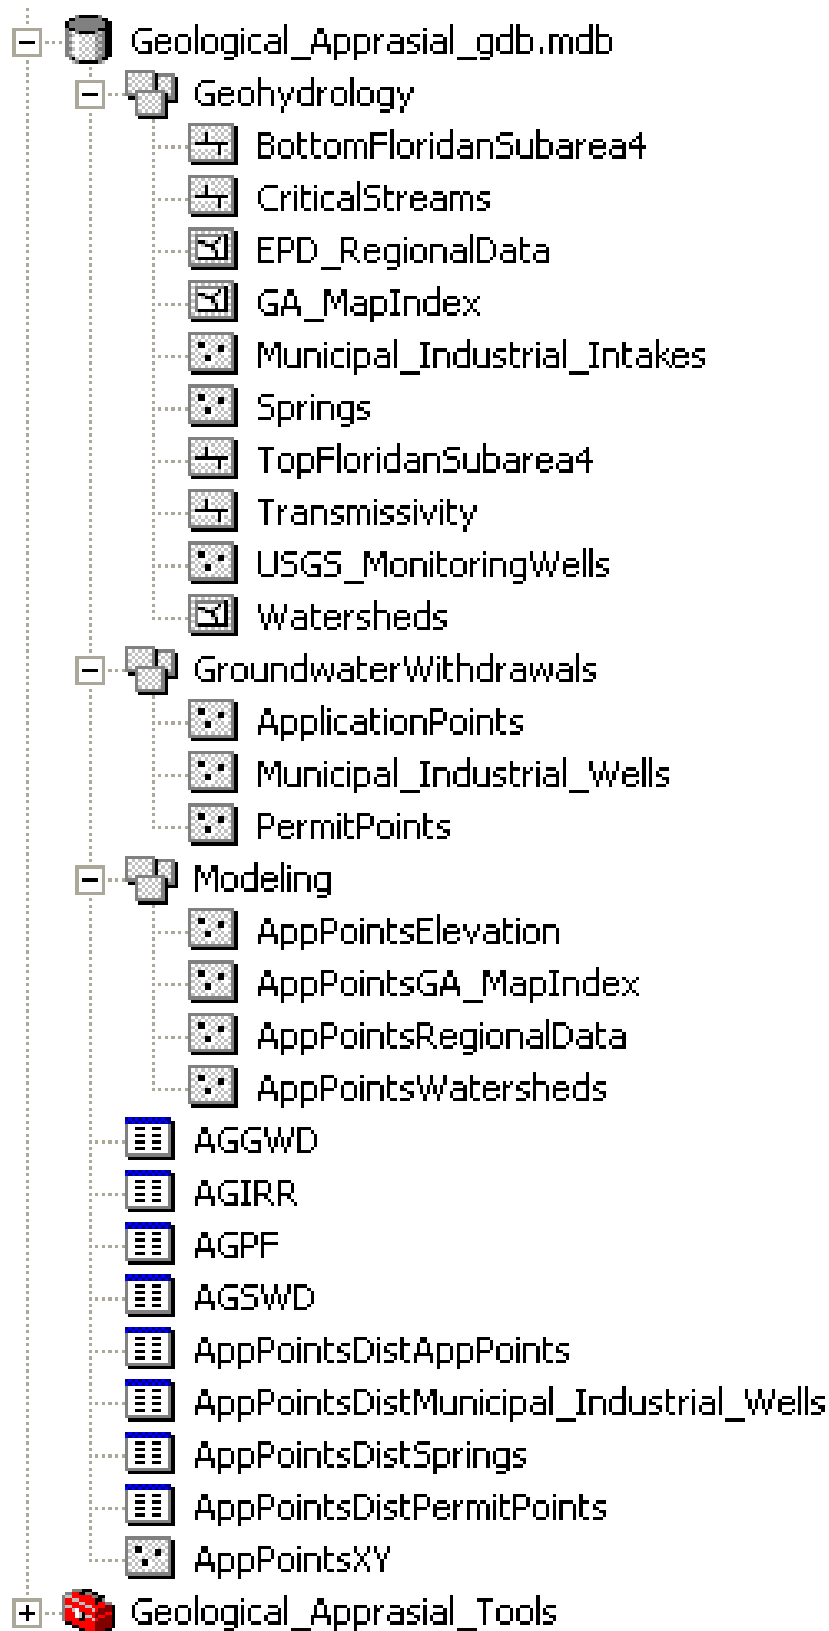 Geological_Apprasial_gdb.mdb
Geohydrology
BottomFloridanSubarea4
CriticalStreams
EPD_RegionalData
GA_MapIndex
Municipal_Industrial_Intakes
Springs
TopFloridanSubarea4
Transmissivity
USGS_MonitoringWells
Watersheds
GroundwaterWithdrawals
ApplicationPoints
Municipal_Industrial_Wells
PermitPoints
Modeling
AppPointsElevation
AppPointsGA_MapIndex
AppPointsRegionalData
AppPointsWatersheds
AGGWD
AGIRR
AGPF
AGSWD
AppPointsDistAppPoints
AppPointsDistMunicipal_Industrial_Wells
AppPointsDistSprings
AppPointsDistPermitPoints
AppPointsXY
Geological_Apprasial_Tools